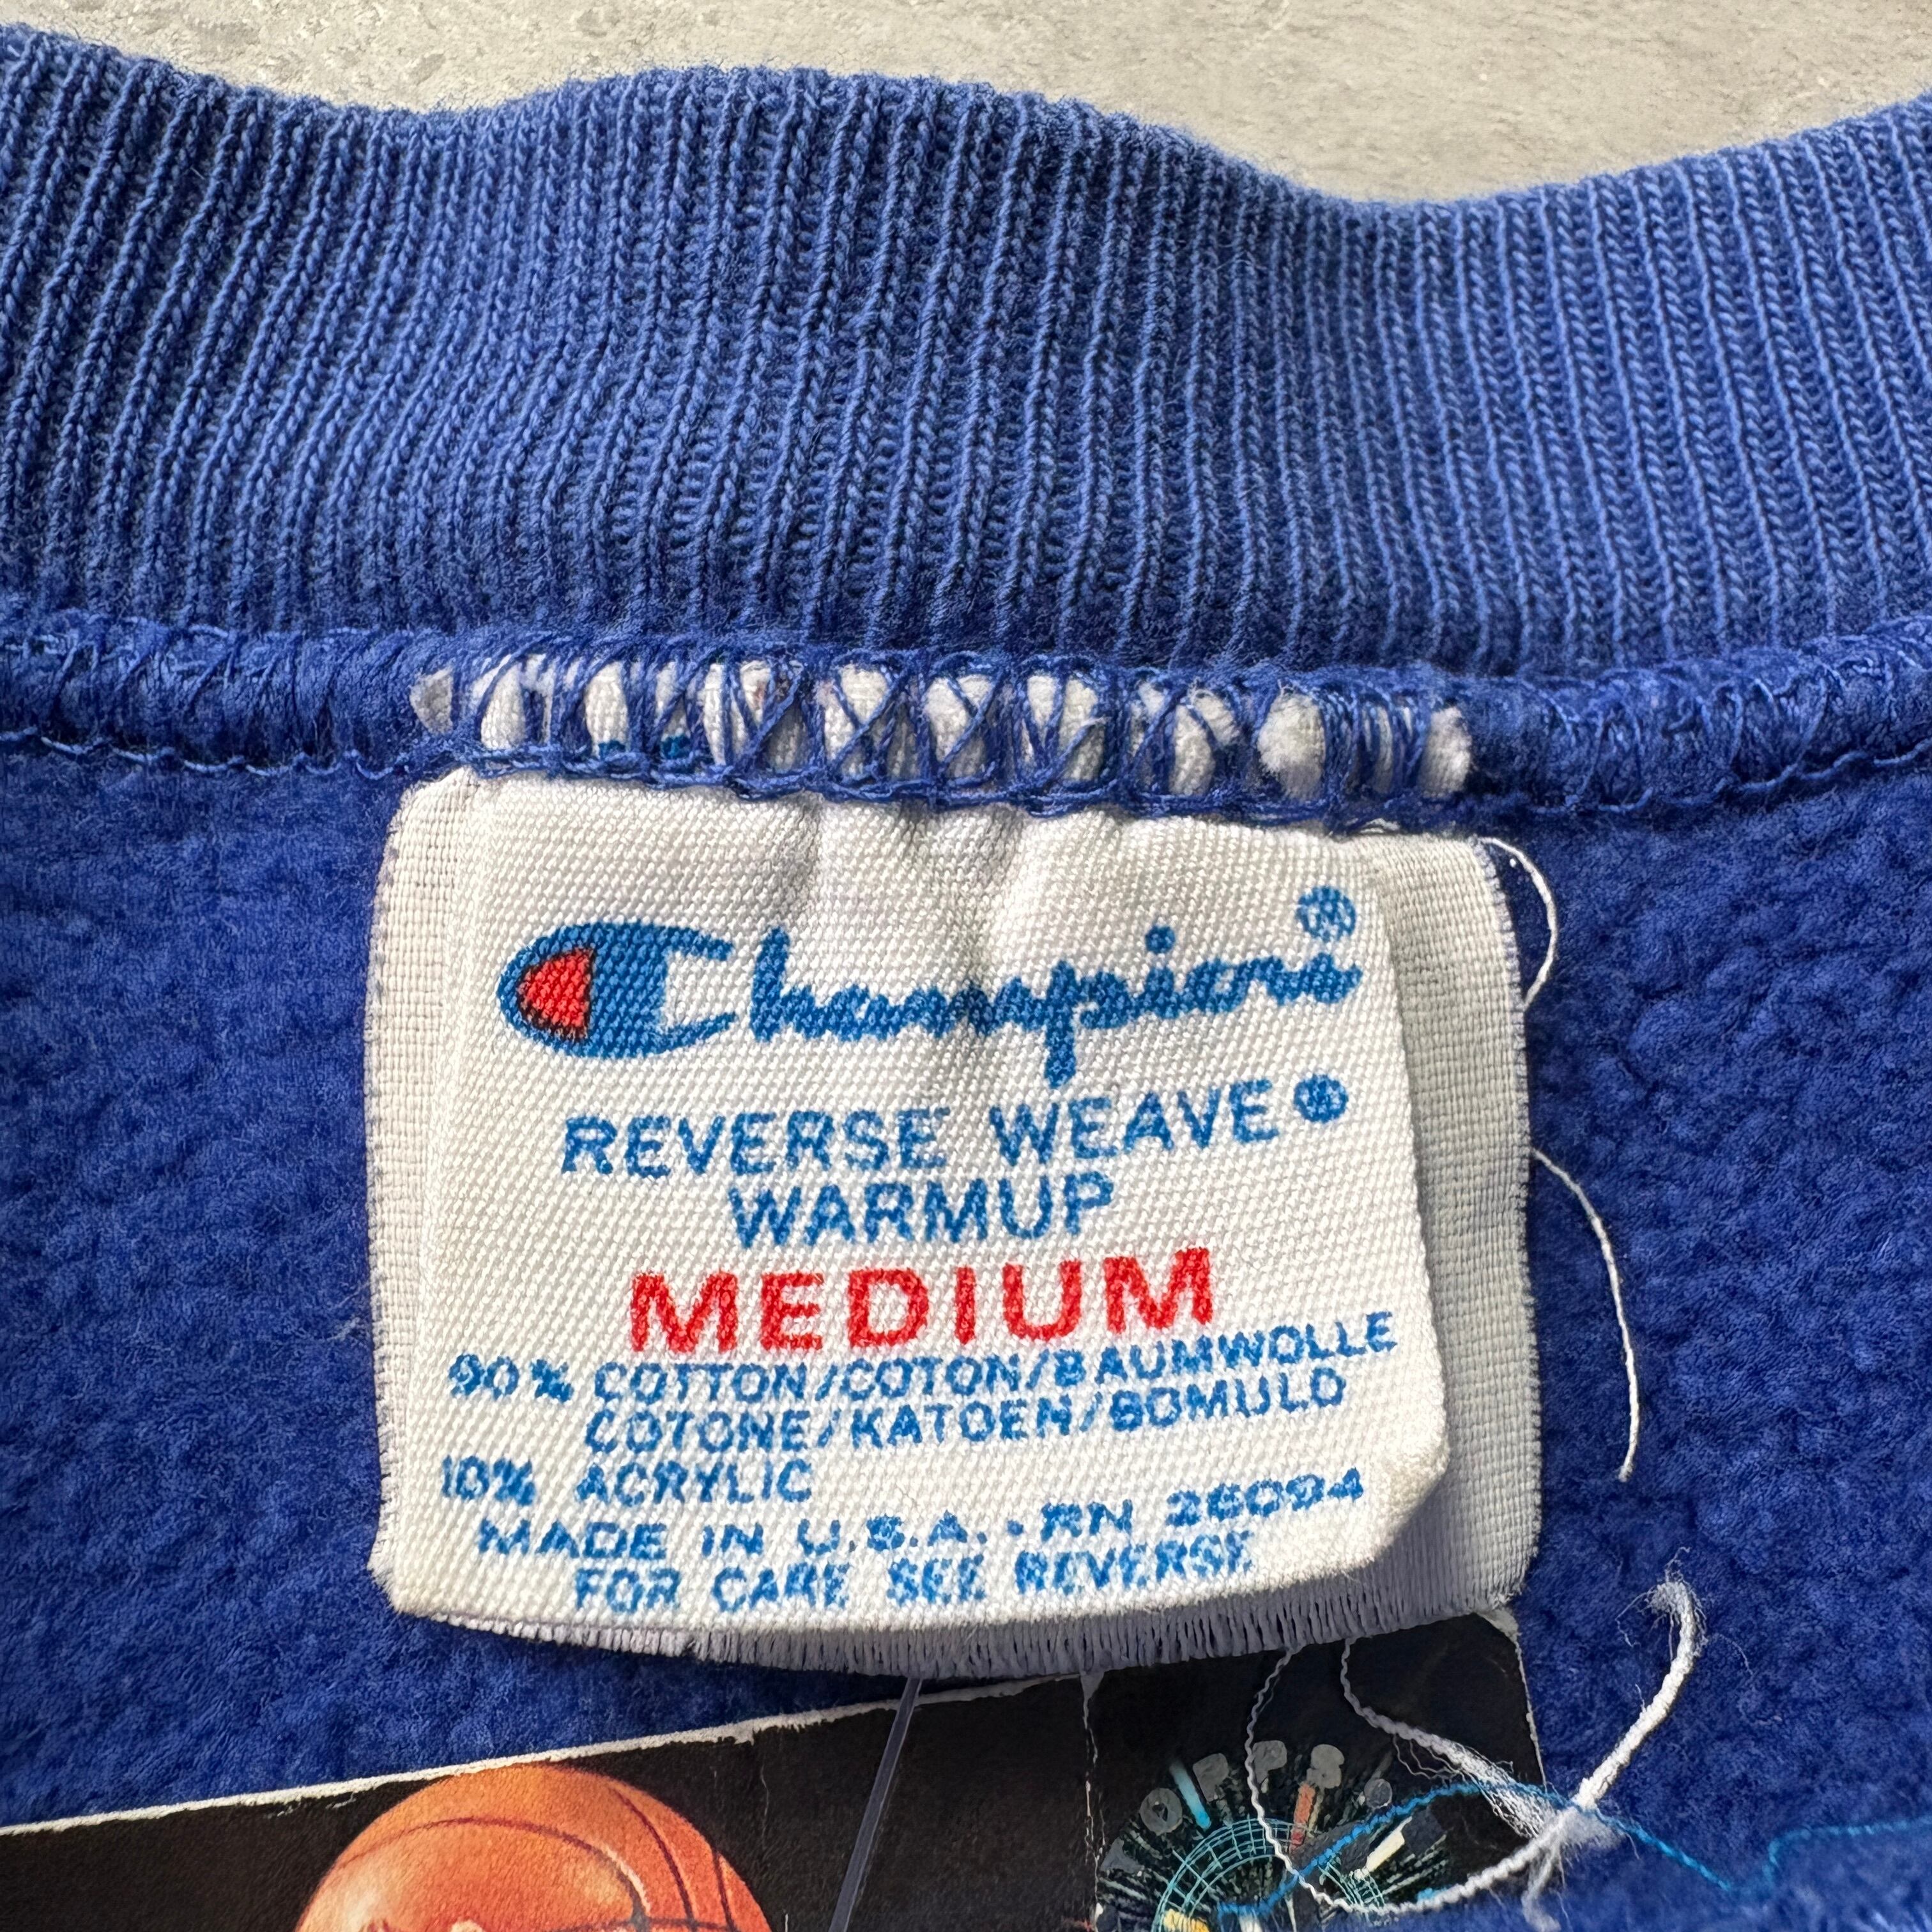 Champion®
REVERSE WEAVE®
WARMUP
MEDIUM
90% COTTON/COTON/BAUMWOLLE
COTONE/KATOEN/BOMULD
10% ACRYLIC
MADE IN U.S.A. · RN 26094
FOR CARE SEE REVERSE